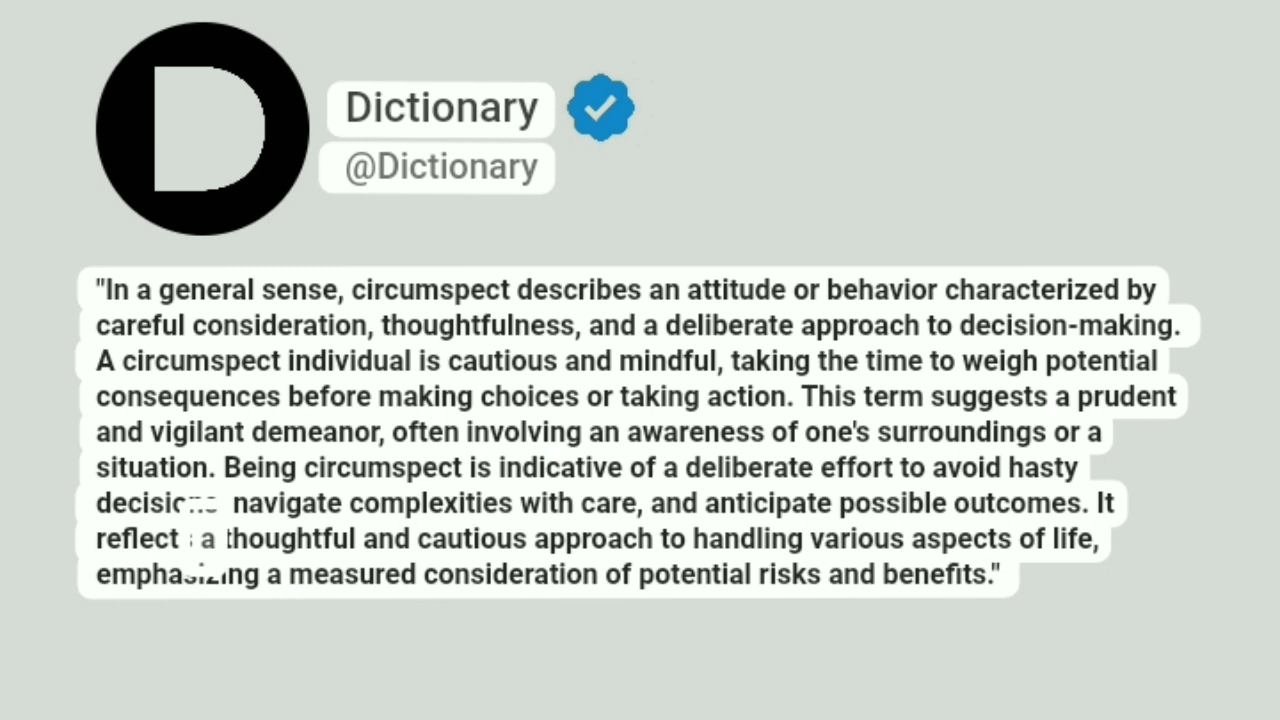 D
Dictionary
@Dictionary
"In a general sense, circumspect describes an attitude or behavior characterized by
careful consideration, thoughtfulness, and a deliberate approach to decision-making.
A circumspect individual is cautious and mindful, taking the time to weigh potential
consequences before making choices or taking action. This term suggests a prudent
and vigilant demeanor, often involving an awareness of one's surroundings or a
situation. Being circumspect is indicative of a deliberate effort to avoid hasty
navigate complexities with care, and anticipate possible outcomes. It
a thoughtful and cautious approach to handling various aspects of life,
emphasizing a measured consideration of potential risks and benefits."